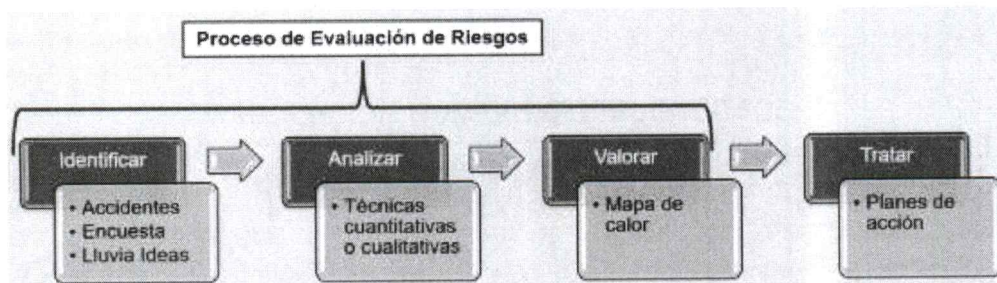 Proceso de Evaluación de Riesgos
Identificar
• Accidentes
• Encuesta
• Lluvia Ideas
Analizar
• Técnicas
cuantitativas
o cualitativas
Valorar
• Mapa de
calor
Tratar
• Planes de
acción